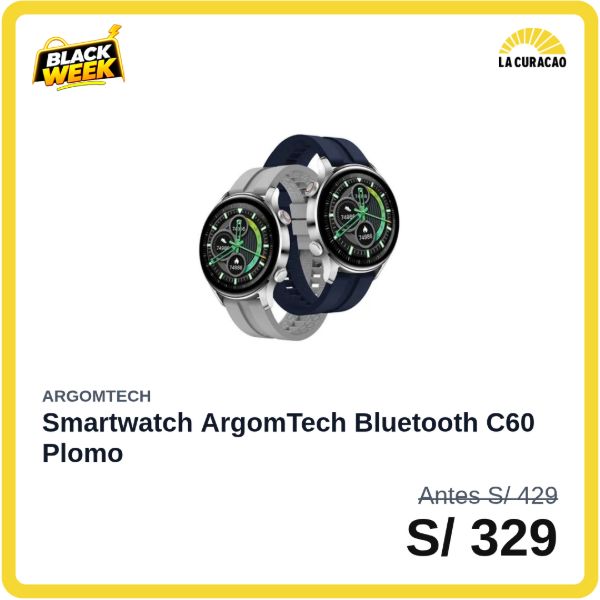 BLACK
WEEK
LA CURACAO
ARGOMTECH
Smartwatch ArgomTech Bluetooth C60
Plomo
Antes S/ 429
S/ 329